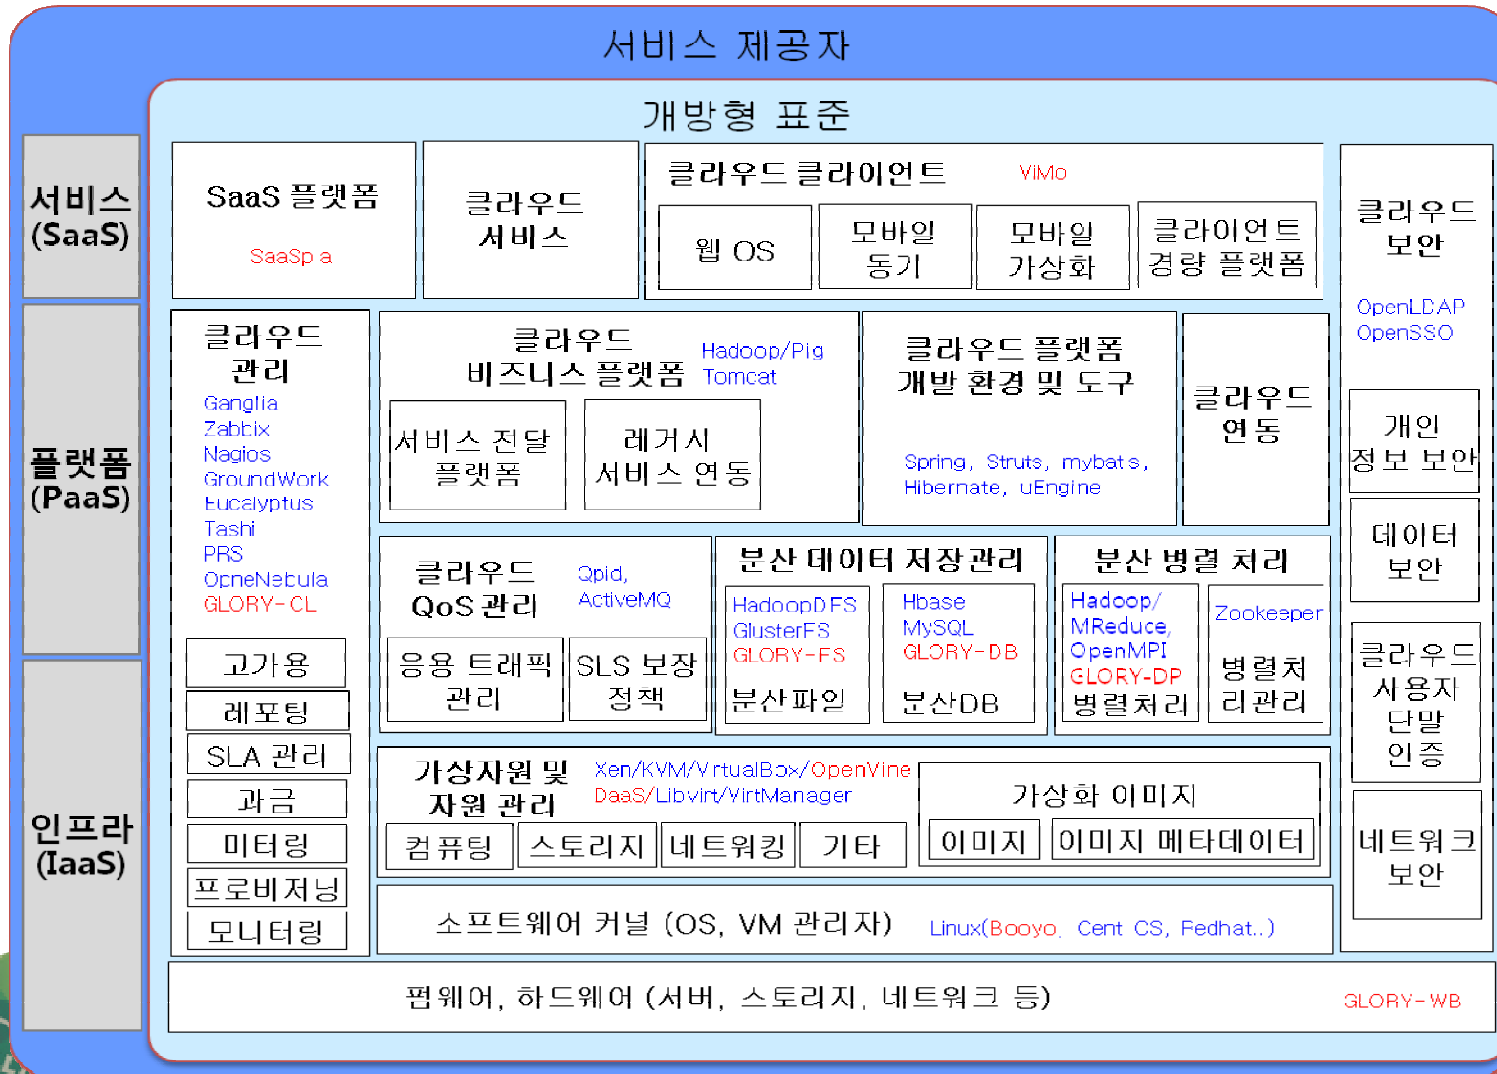 서비스 제공자
개방형 표준
서비스
(SaaS)
SaaS 플랫폼
SaaSpia
클라우드
서비스
클라우드 클라이언트
ViMo
웹 OS
모바일
동기
모바일
가상화
클라이언트
경량 플랫폼
클라우드
보안
OpenLDAP
OpenSSO
개인
정보 보안
데이터
보안
클라우드
사용자
단말
인증
네트워크
보안
플랫폼
(PaaS)
클라우드
관리
Ganglia
Zabbix
Nagios
GroundWork
Eucalyptus
Tashi
PRS
OpneNebula
GLORY-CL
고가용
레포팅
SLA 관리
과금
미터링
프로비저닝
모니터링
클라우드
비즈니스 플랫폼
Hadoop/Pig
Tomcat
서비스 전달
플랫폼
레거시
서비스 연동
클라우드 플랫폼
개발 환경 및 도구
Spring, Struts, mybatis,
Hibernate, uEngine
클라우드
연동
클라우드
QoS 관리
Qpid,
ActiveMQ
응용 트래픽
관리
SLS 보장
정책
분산 데이터 저장관리
HadoopDFS
GlusterFS
GLORY-FS
분산파일
Hbase
MySQL
GLORY-DB
분산DB
분산 병렬 처리
Hadoop/
MReduce,
OpenMPI
GLORY-DP
병렬처리
Zookeeper
병렬처
리관리
인프라
(IaaS)
가상자원 및
자원 관리
Xen/KVM/VirtualBox/OpenVine
DaaS/Libvirt/VirtManager
컴퓨팅
스토리지
네트워킹
기타
가상화 이미지
이미지
이미지 메타데이터
소프트웨어 커널 (OS, VM 관리자)
Linux(Booyo, Cent OS, Redhat..)
펌웨어, 하드웨어 (서버, 스토리지, 네트워크 등)
GLORY-WB